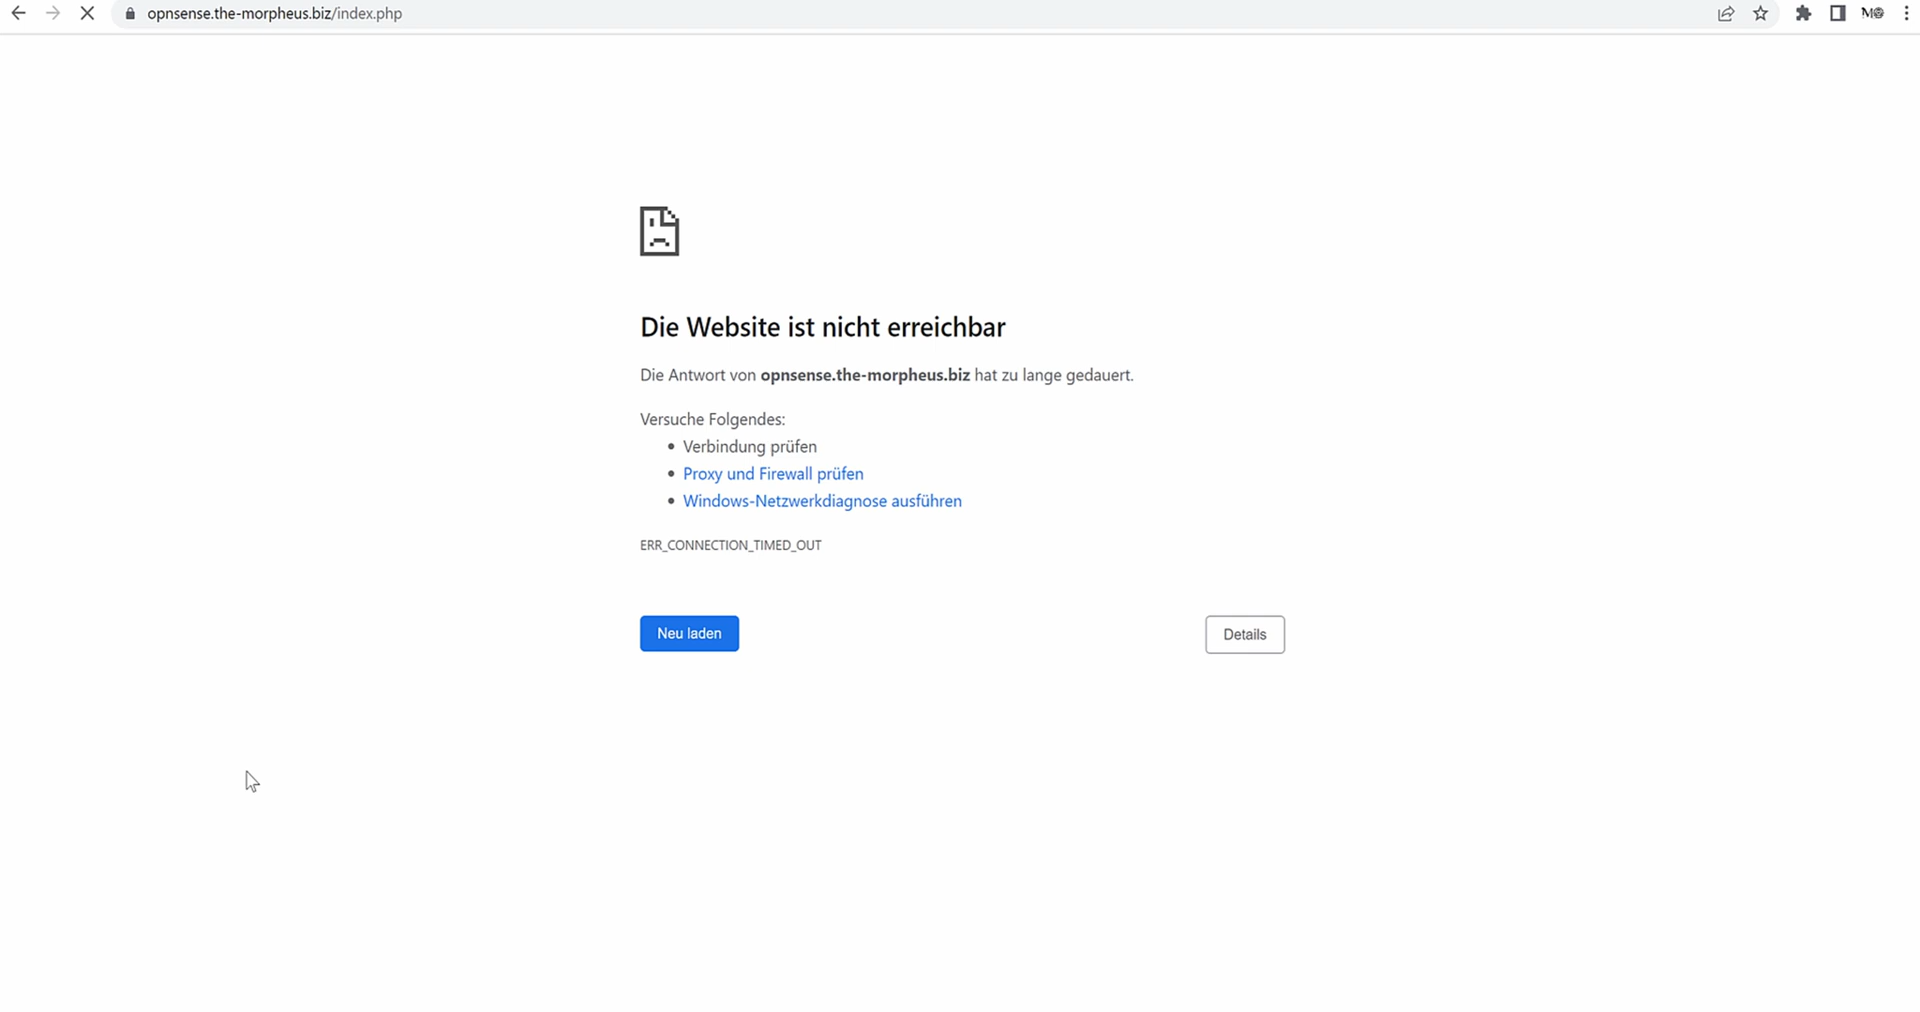 opnsense.the-morpheus.biz/index.php
Die Website ist nicht erreichbar
Die Antwort von opnsense.the-morpheus.biz hat zu lange gedauert.
Versuche Folgendes:
• Verbindung prüfen
• Proxy und Firewall prüfen
• Windows-Netzwerkdiagnose ausführen
ERR_CONNECTION_TIMED_OUT
Neu laden
Details